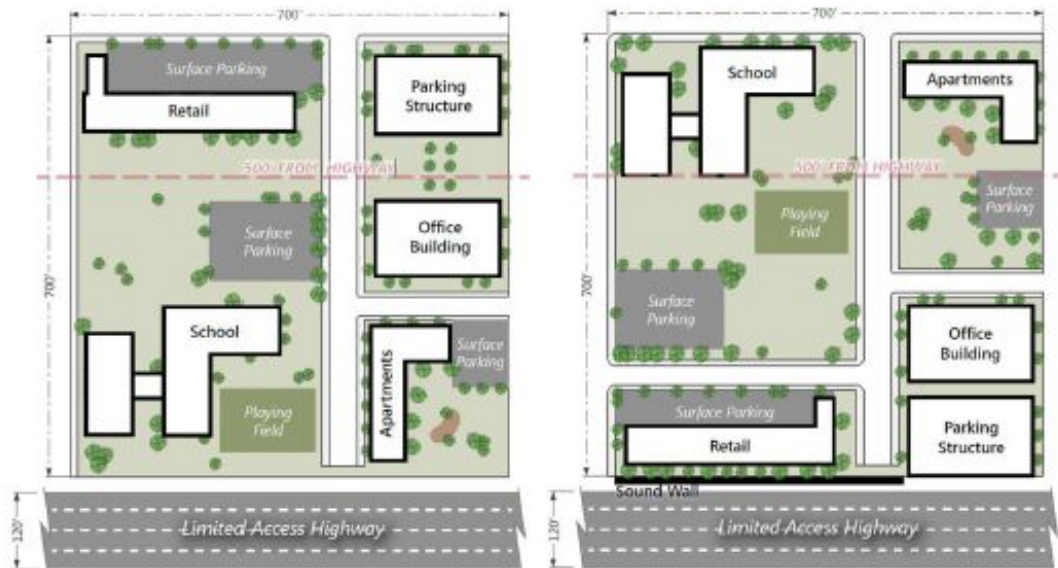 700'
Surface Parking
Retail
Parking
Structure
500' FROM HIGHWAY
Surface
Parking
Office
Building
700'
School
Apartments
Surface
Parking
Playing
Field
120'
Limited Access Highway
700'
School
Apartments
500' FROM HIGHWAY
Playing
Field
Surface
Parking
700'
Surface
Parking
Office
Building
Surface Parking
Retail
Parking
Structure
Sound Wall
120'
Limited Access Highway